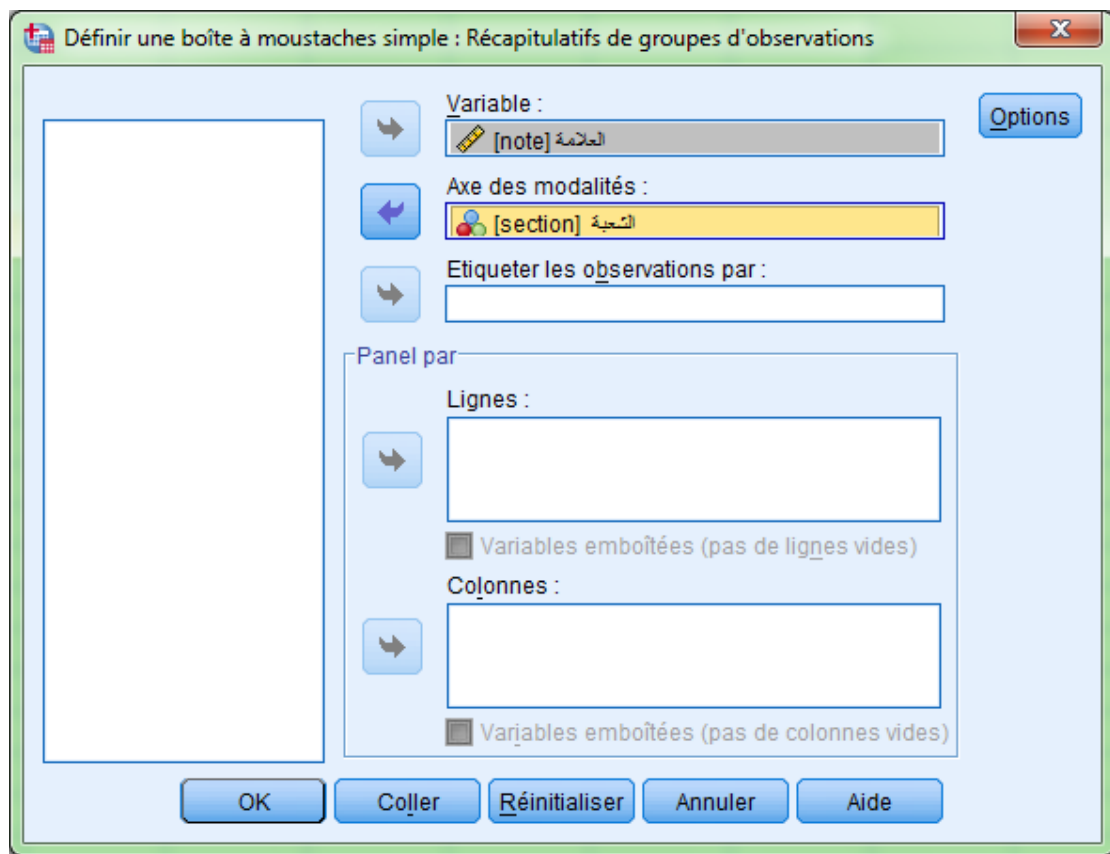 Définir une boîte à moustaches simple : Récapitulatifs de groupes d'observations
Variable :
Options
العلامة [note]
Axe des modalités :
الشعبة [section]
Etiqueter les observations par :
Panel par
Lignes :
Variables emboîtées (pas de lignes vides)
Colonnes :
Variables emboîtées (pas de colonnes vides)
OK
Coller
Réinitialiser
Annuler
Aide